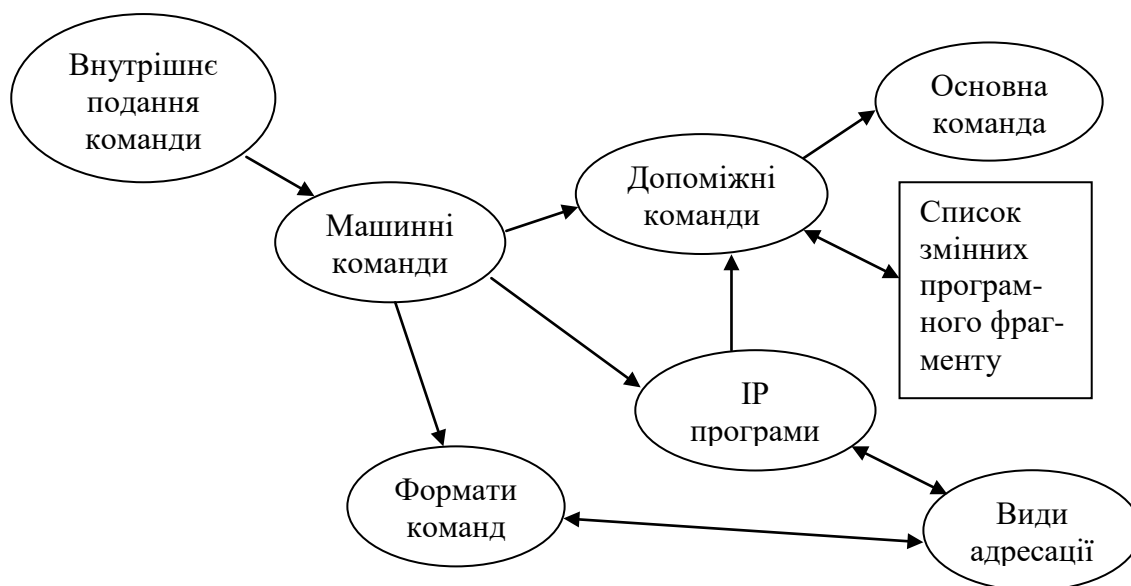 Внутрішнє
подання
команди
Основна
команда
Допоміжні
команди
Машинні
команди
Список
змінних
програм-
ного фраг-
менту
ІР
програми
Формати
команд
Види
адресації